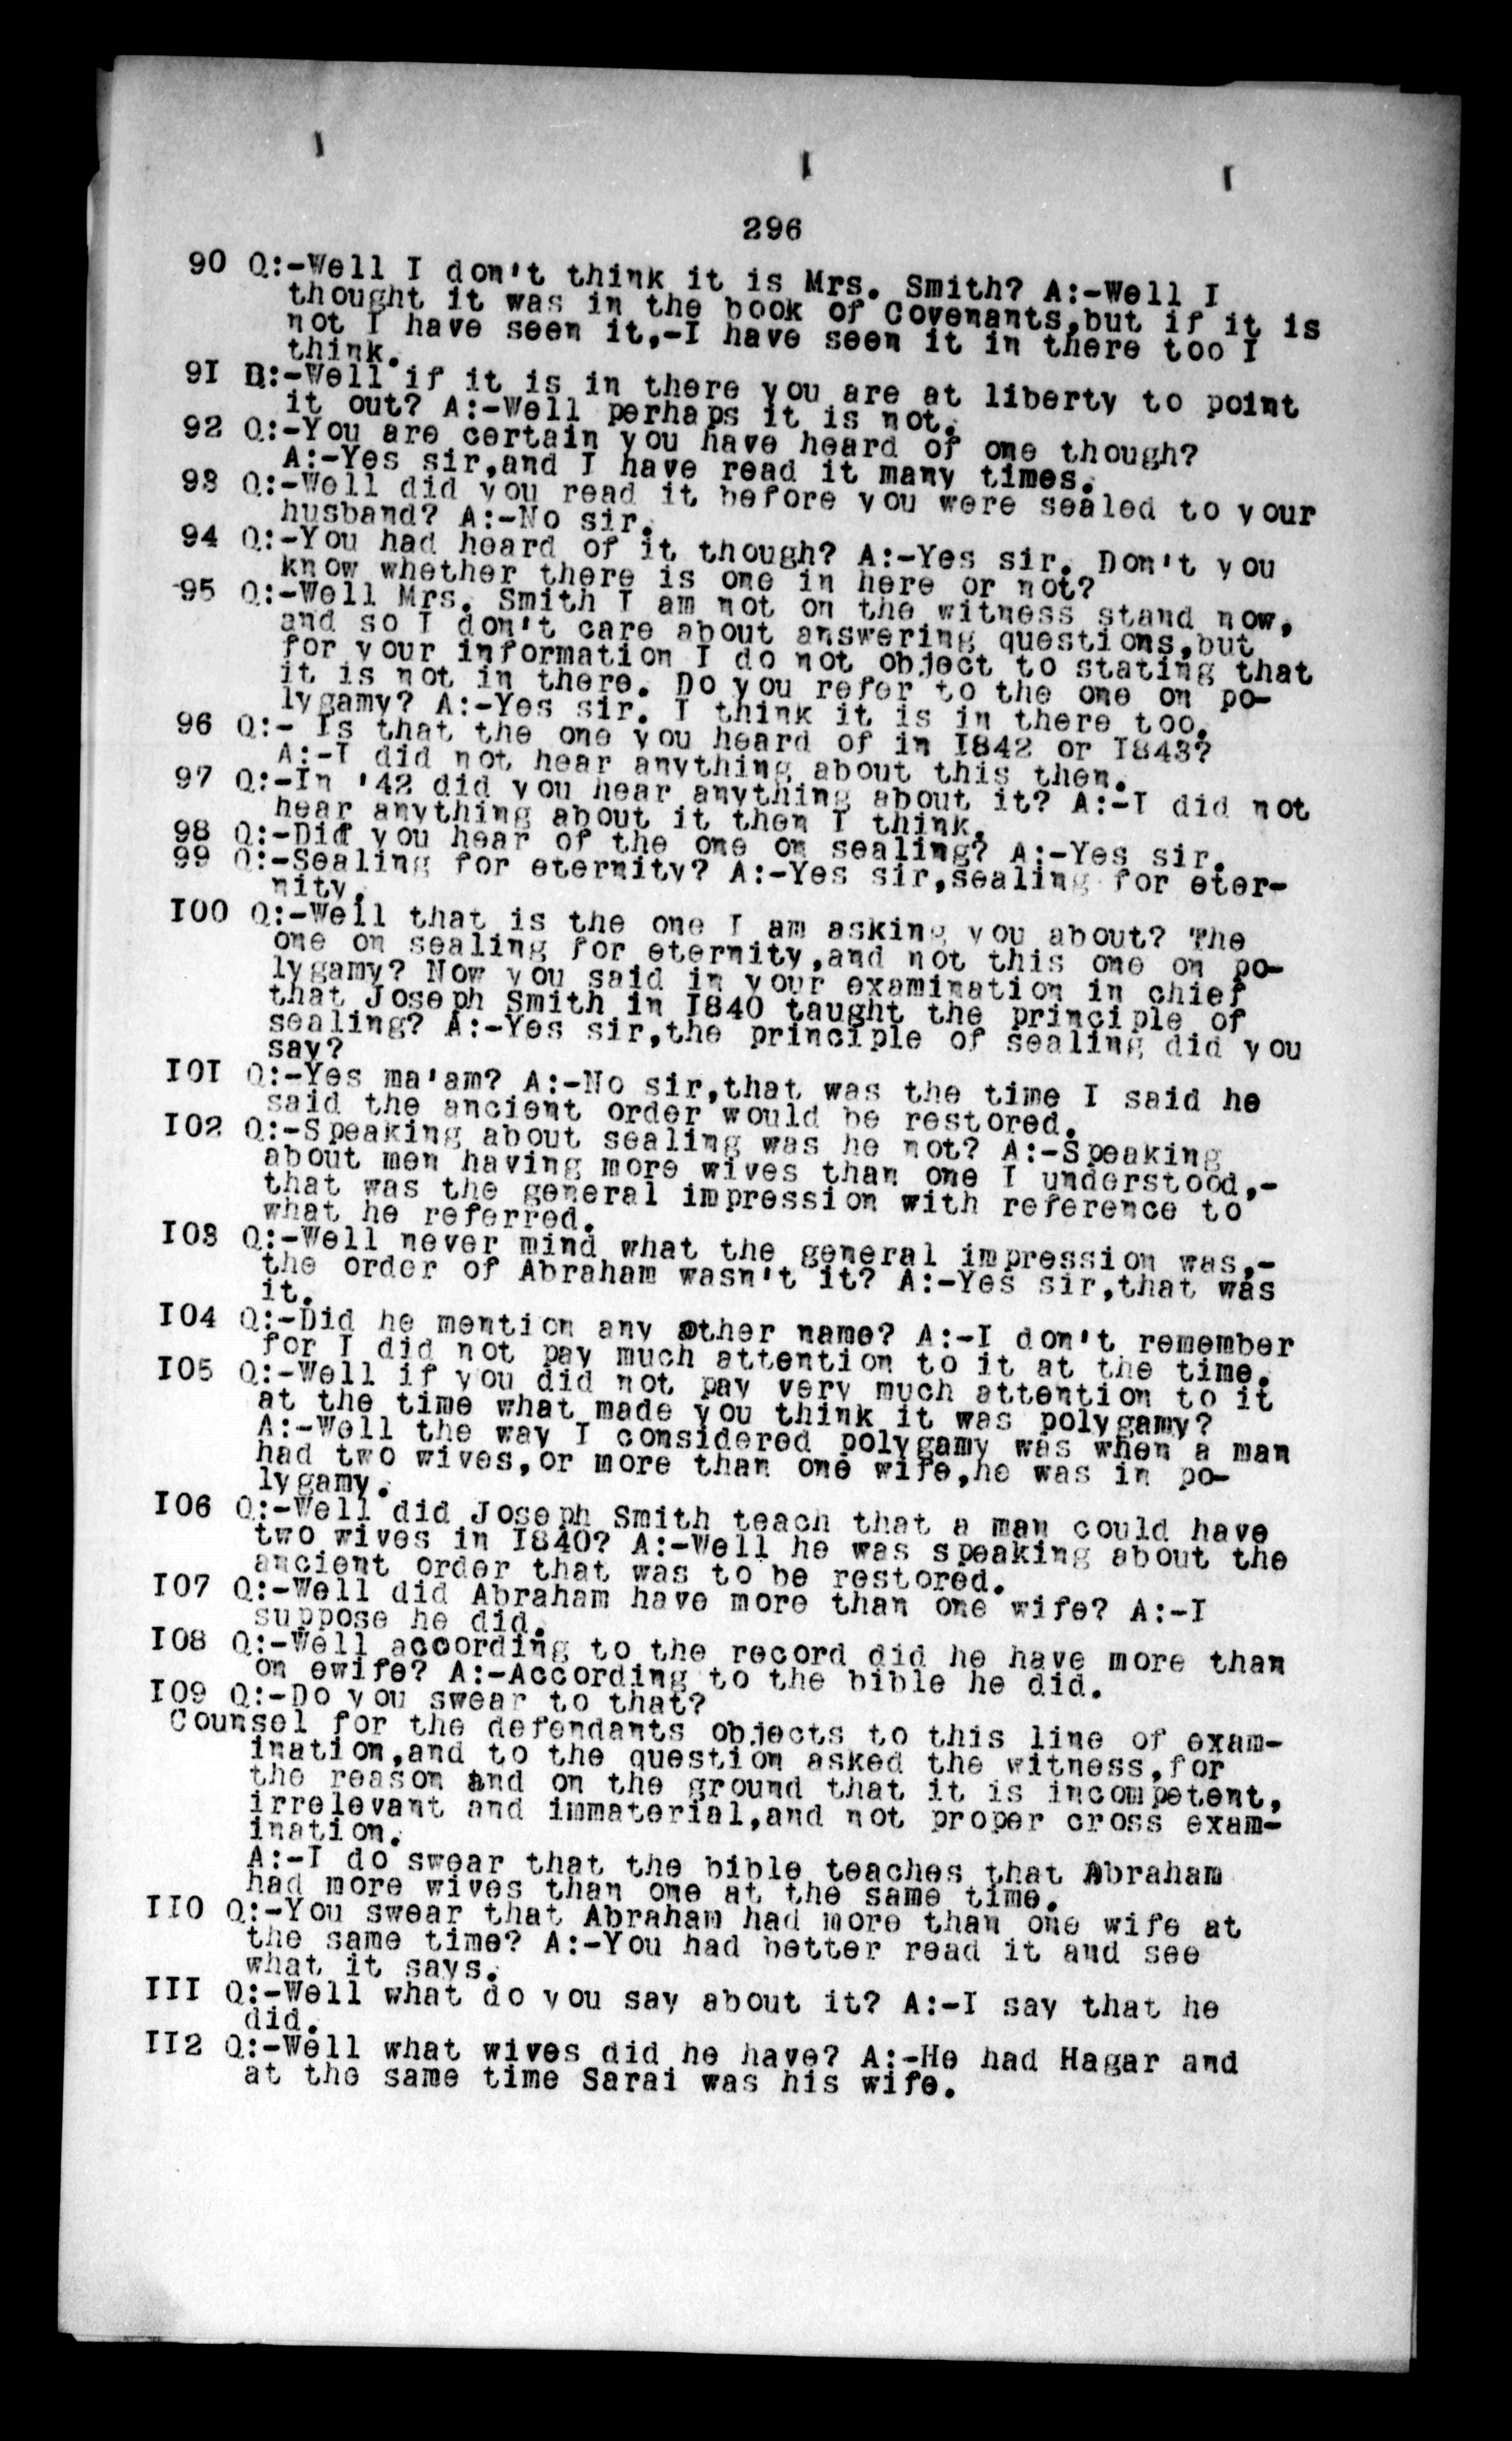 296
90 Q:-Well I don't think it is Mrs. Smith? A:-Well I
thought it was in the book of Covenants,but if it is
not I have seen it,-I have seen it in there too I
think.
9I Q:-Well if it is in there you are at liberty to point
it out? A:-Well perhaps it is not.
92 Q:-You are certain you have heard of one though?
A:-Yes sir,and I have read it many times.
93 Q:-Well did you read it before you were sealed to your
husband? A:-No sir.
94 Q:-You had heard of it though? A:-Yes sir. Don't you
know whether there is one in here or not?
95 Q:-Well Mrs. Smith I am not on the witness stand now,
and so I don't care about answering questions,but
for your information I do not object to stating that
it is not in there. Do you refer to the one on po-
lygamy? A:-Yes sir. I think it is in there too.
96 Q:- Is that the one you heard of in I842 or I843?
A:-I did not hear anything about this then.
97 Q:-In '42 did you hear anything about it? A:-I did not
hear anything about it then I think.
98 Q:-Did you hear of the one on sealing? A:-Yes sir.
99 Q:-Sealing for eternity? A:-Yes sir,sealing for eter-
nity.
I00 Q:-Well that is the one I am asking you about? The
one on sealing for eternity,and not this one on po-
lygamy? Now you said in your examination in chief
that Joseph Smith in I840 taught the principle of
sealing? A:-Yes sir,the principle of sealing did you
say?
I0I Q:-Yes ma'am? A:-No sir,that was the time I said he
said the ancient order would be restored.
I02 Q:-Speaking about sealing was he not? A:-Speaking
about men having more wives than one I understood,-
that was the general impression with reference to
what he referred.
I03 Q:-Well never mind what the general impression was,-
the order of Abraham wasn't it? A:-Yes sir,that was
it.
I04 Q:-Did he mention any other name? A:-I don't remember
for I did not pay much attention to it at the time.
I05 Q:-Well if you did not pay very much attention to it
at the time what made you think it was polygamy?
A:-Well the way I considered polygamy was when a man
had two wives,or more than one wife,he was in po-
lygamy.
I06 Q:-Well did Joseph Smith teach that a man could have
two wives in I840? A:-Well he was speaking about the
ancient order that was to be restored.
I07 Q:-Well did Abraham have more than one wife? A:-I
suppose he did.
I08 Q:-Well according to the record did he have more than
on ewife? A:-According to the bible he did.
I09 Q:-Do you swear to that?
Counsel for the defendants objects to this line of exam-
ination,and to the question asked the witness,for
the reason and on the ground that it is incompetent,
irrelevant and immaterial,and not proper cross exam-
ination.
A:-I do swear that the bible teaches that Abraham
had more wives than one at the same time.
II0 Q:-You swear that Abraham had more than one wife at
the same time? A:-You had better read it and see
what it says.
III Q:-Well what do you say about it? A:-I say that he
did.
II2 Q:-Well what wives did he have? A:-He had Hagar and
at the same time Sarai was his wife.